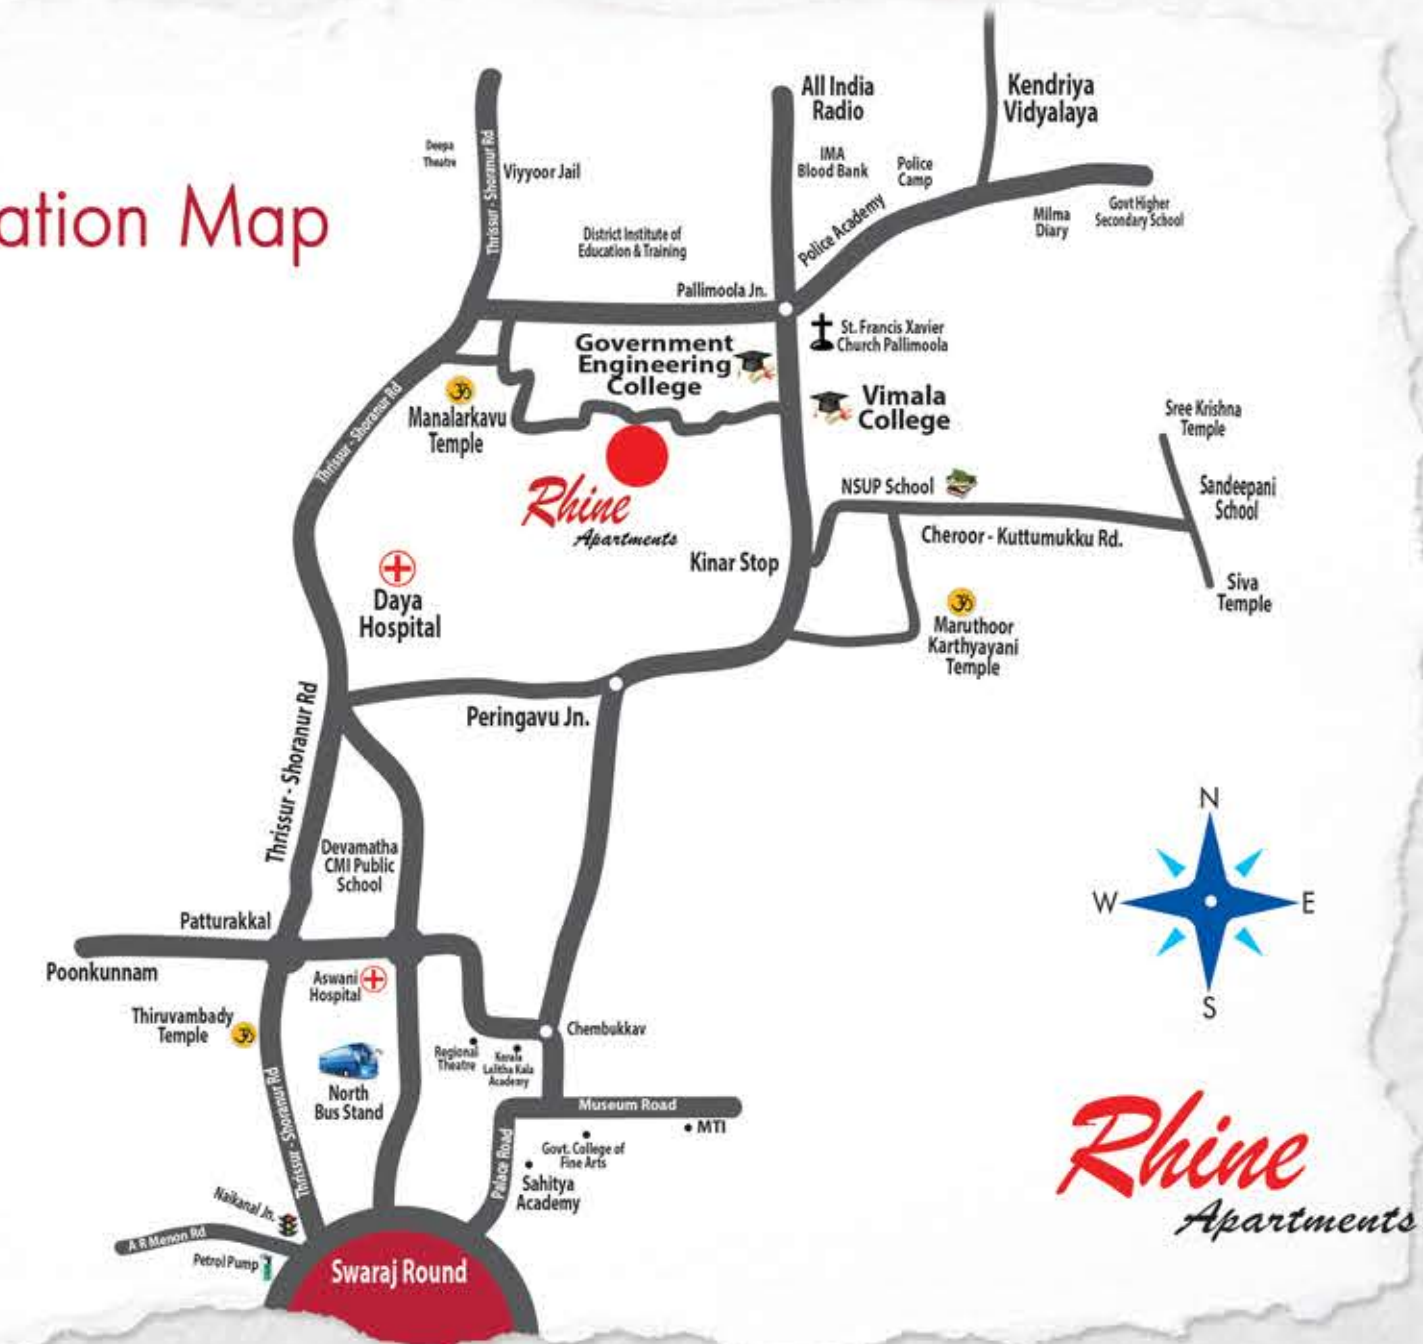 ation Map
Deepa
Theatre
Thrissur - Shoranur Rd
Viyyoor Jail
All India
Radio
Kendriya
Vidyalaya
IMA
Blood Bank
Police
Camp
Police Academy
Milma
Diary
Govt Higher
Secondary School
District Institute of
Education & Training
Pallimoola Jn.
St. Francis Xavier
Church Pallimoola
Government
Engineering
College
Vimala
College
Manalarkavu
Temple
Thrissur - Shoranur Rd
Rhine
Apartments
Sree Krishna
Temple
Sandeepani
School
NSUP School
Cheroor - Kuttumukku Rd.
Kinar Stop
Siva
Temple
Daya
Hospital
Maruthoor
Karthyayani
Temple
Peringavu Jn.
Thrissur - Shoranur Rd
Devamatha
CMI Public
School
N
W
E
S
Patturakkal
Poonkunnam
Aswani
Hospital
Thiruvambady
Temple
Chembukkav
Regional
Theatre
Kerala
Lalitha Kala
Academy
North
Bus Stand
Thrissur - Shoranur Rd
Museum Road
MTI
Palace Road
Govt. College of
Fine Arts
Sahitya
Academy
Naikanal Jn.
A R Menon Rd
Petrol Pump
Swaraj Round
Rhine
Apartments